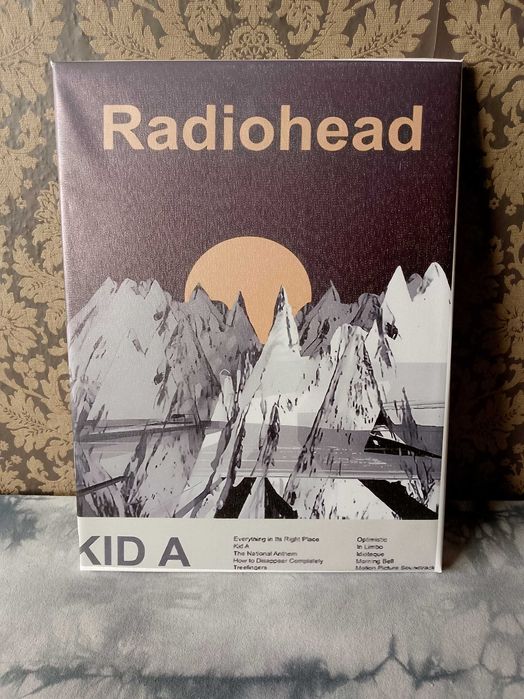 Radiohead
KID A
Everything in Its Right Place
Kid A
The National Anthem
How to Disappear Completely
Treefingers
Optimistic
In Limbo
Idioteque
Morning Bell
Motion Picture Soundtrack